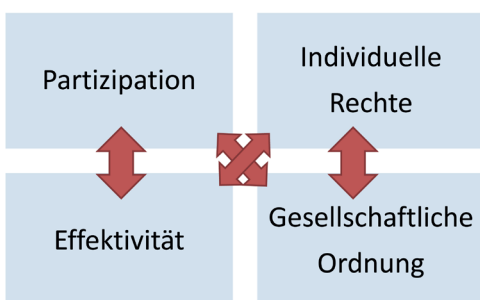 Partizipation
Individuelle
Rechte
Effektivität
Gesellschaftliche
Ordnung